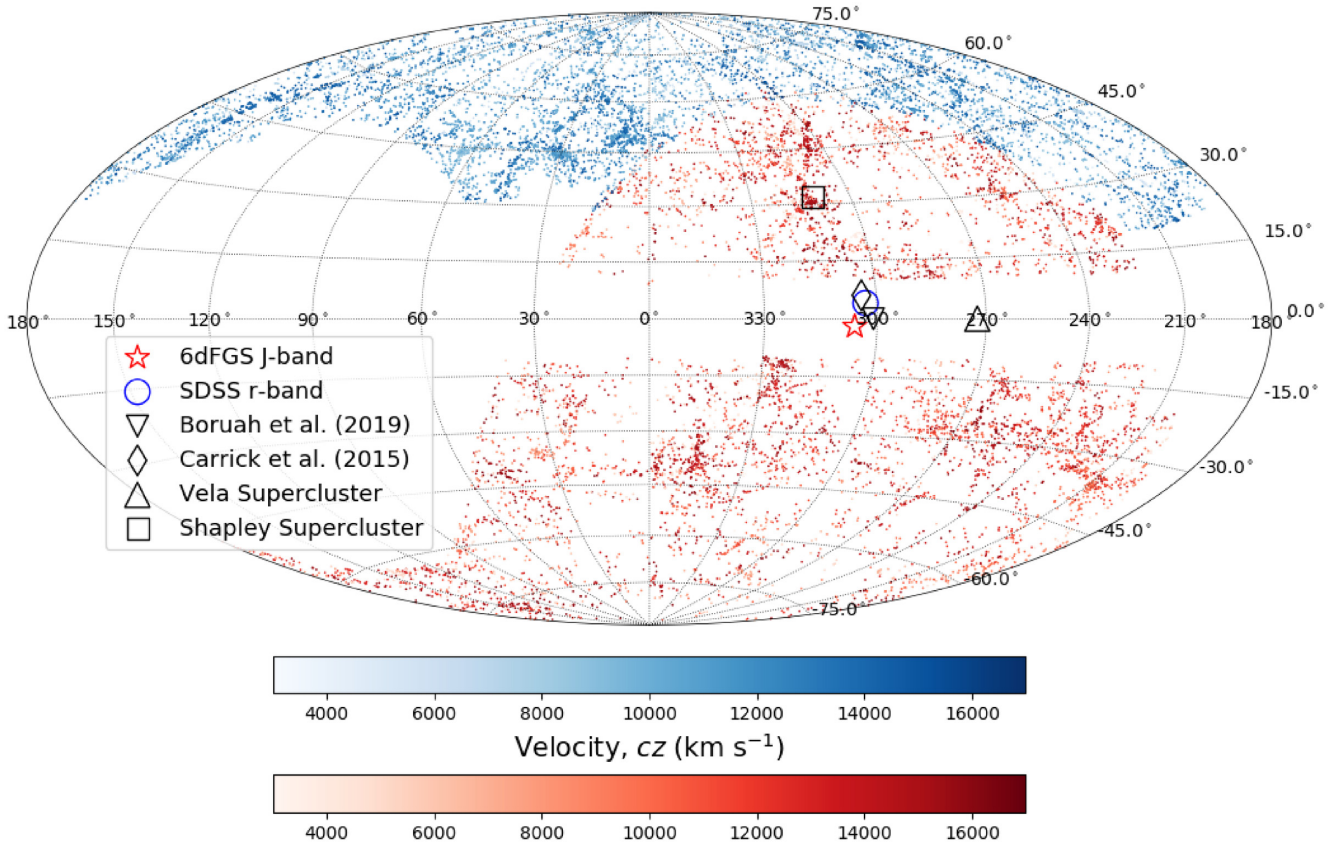 75.0°
60.0°
45.0°
30.0°
15.0°
180° 150° 120° 90° 60° 30° 0° 330° 300° 270° 240° 210° 180° 0.0°
6dFGS J-band
SDSS r-band
Boruah et al. (2019)
Carrick et al. (2015)
Vela Supercluster
Shapley Supercluster
-15.0°
-30.0°
-45.0°
-60.0°
-75.0°
4000 6000 8000 10000 12000 14000 16000
Velocity, cz (km s⁻¹)
4000 6000 8000 10000 12000 14000 16000